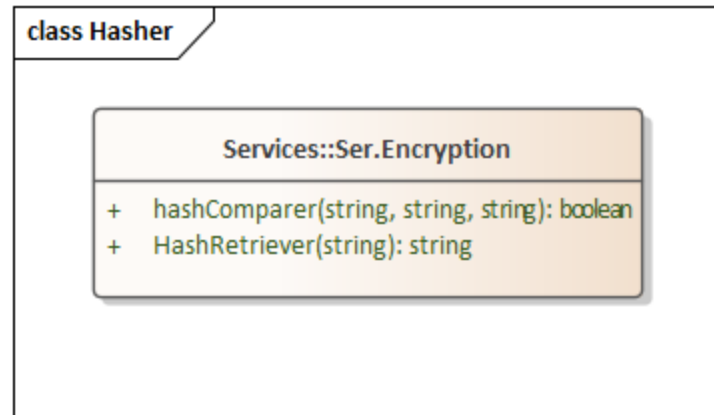 class Hasher
Services::Ser.Encryption
+ hashComparer(string, string, string): boolean
+ HashRetriever(string): string